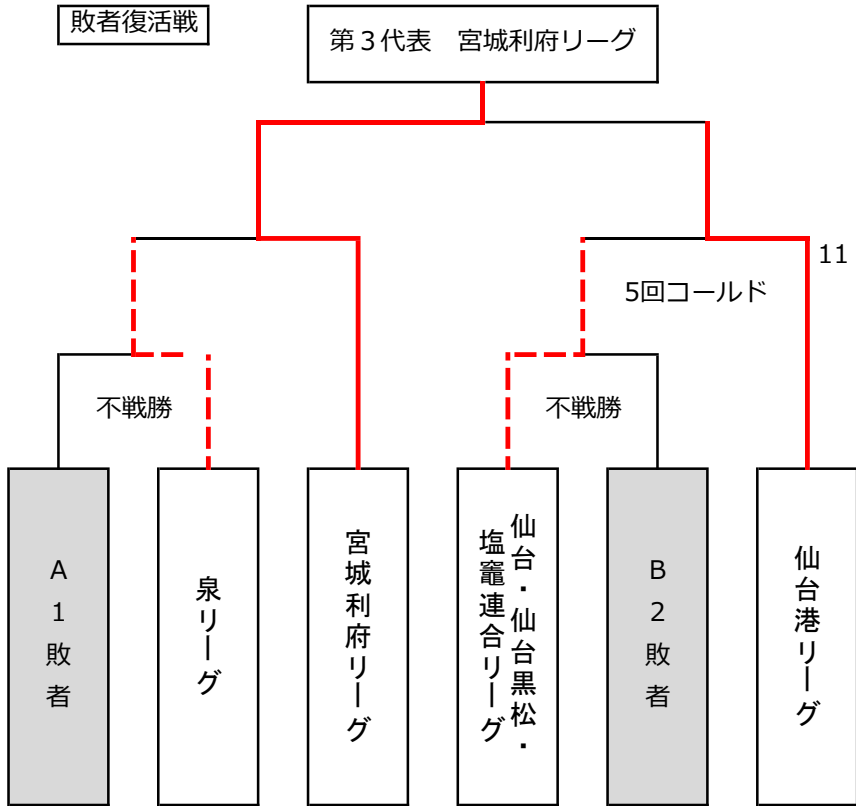 敗者復活戦
第３代表　宮城利府リーグ
11
5回コールド
不戦勝
不戦勝
A1敗者
泉リーグ
宮城利府リーグ
仙台・仙台黒松・
塩竈連合リーグ
B2敗者
仙台港リーグ